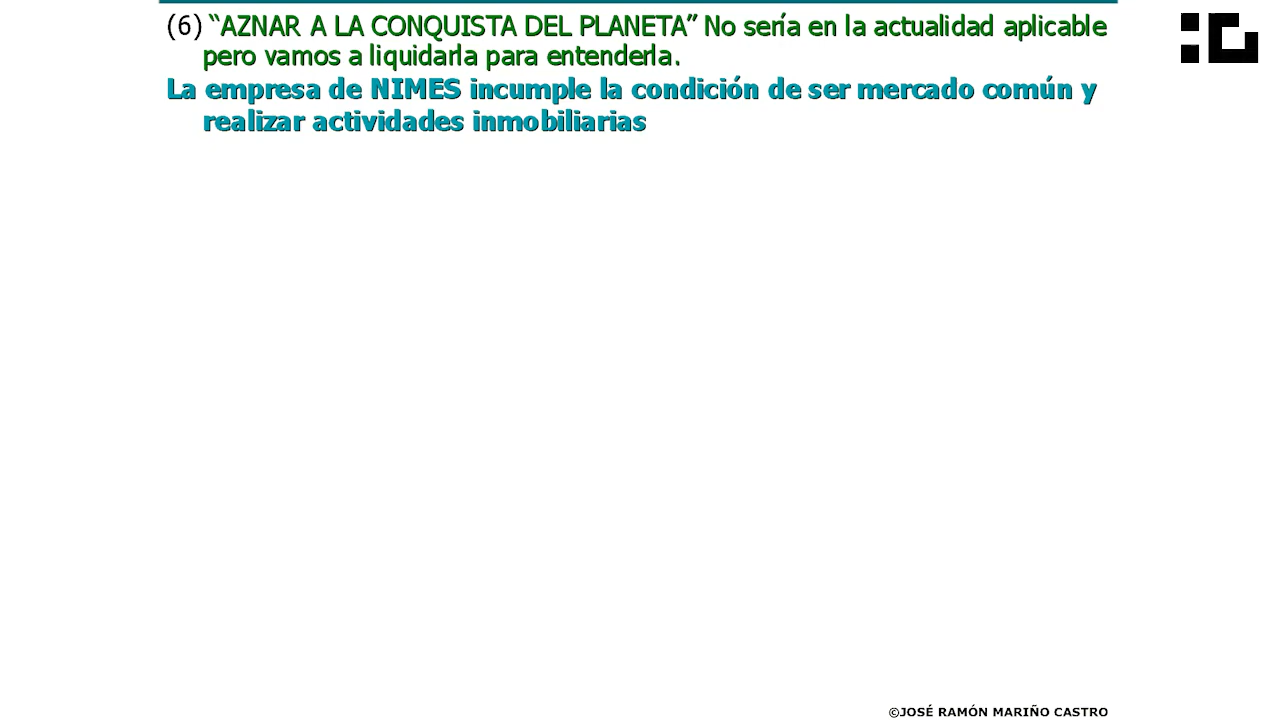 (6) “AZNAR A LA CONQUISTA DEL PLANETA” No sería en la actualidad aplicable
pero vamos a liquidarla para entenderla.
La empresa de NIMES incumple la condición de ser mercado común y
realizar actividades inmobiliarias
©JOSÉ RAMÓN MARIÑO CASTRO